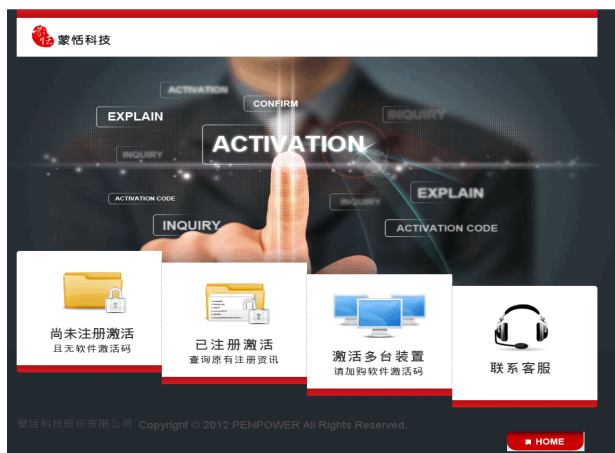 蒙恬
蒙恬科技
ACTIVATION
CONFIRM
EXPLAIN
INQUIRY
ACTIVATION
INQUIRY
ACTIVATION CODE
INQUIRY
EXPLAIN
INQUIRY
ACTIVATION CODE
尚未注册激活
且无软件激活码
已注册激活
查询原有注册资讯
激活多台装置
请加购软件激活码
联系客服
蒙恬科技股份有限公司 Copyright © 2012 PENPOWER All Rights Reserved.
HOME